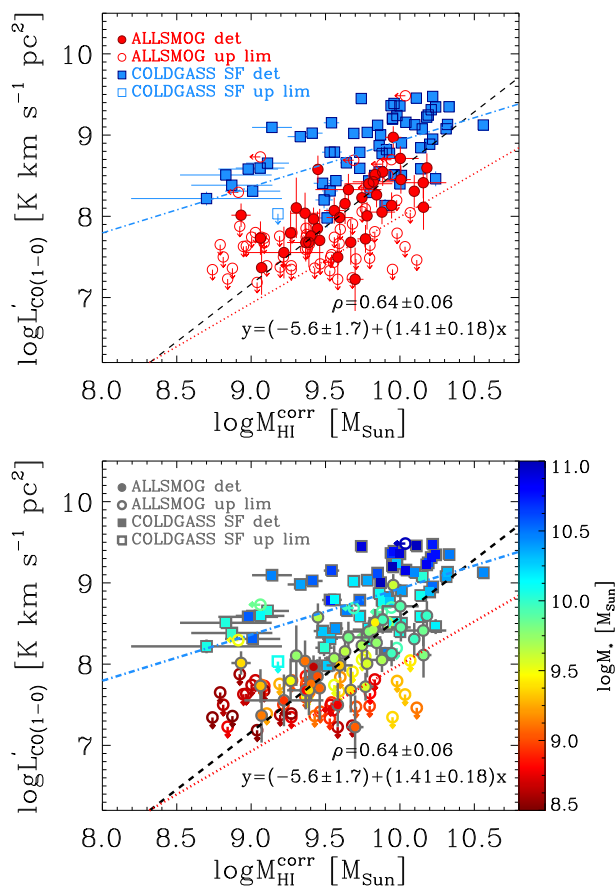 ALLSMOG det
ALLSMOG up lim
COLDGASS SF det
COLDGASS SF up lim
10
9
8
7
logL′CO(1−0) [K km s−1 pc2]
ρ=0.64±0.06
y=(−5.6±1.7)+(1.41±0.18)x
8.0 8.5 9.0 9.5 10.0 10.5
logMHIcorr [MSun]
ALLSMOG det
ALLSMOG up lim
COLDGASS SF det
COLDGASS SF up lim
10
9
8
7
logL′CO(1−0) [K km s−1 pc2]
ρ=0.64±0.06
y=(−5.6±1.7)+(1.41±0.18)x
8.0 8.5 9.0 9.5 10.0 10.5
logMHIcorr [MSun]
11.0
10.5
10.0
9.5
9.0
8.5
logM* [MSun]